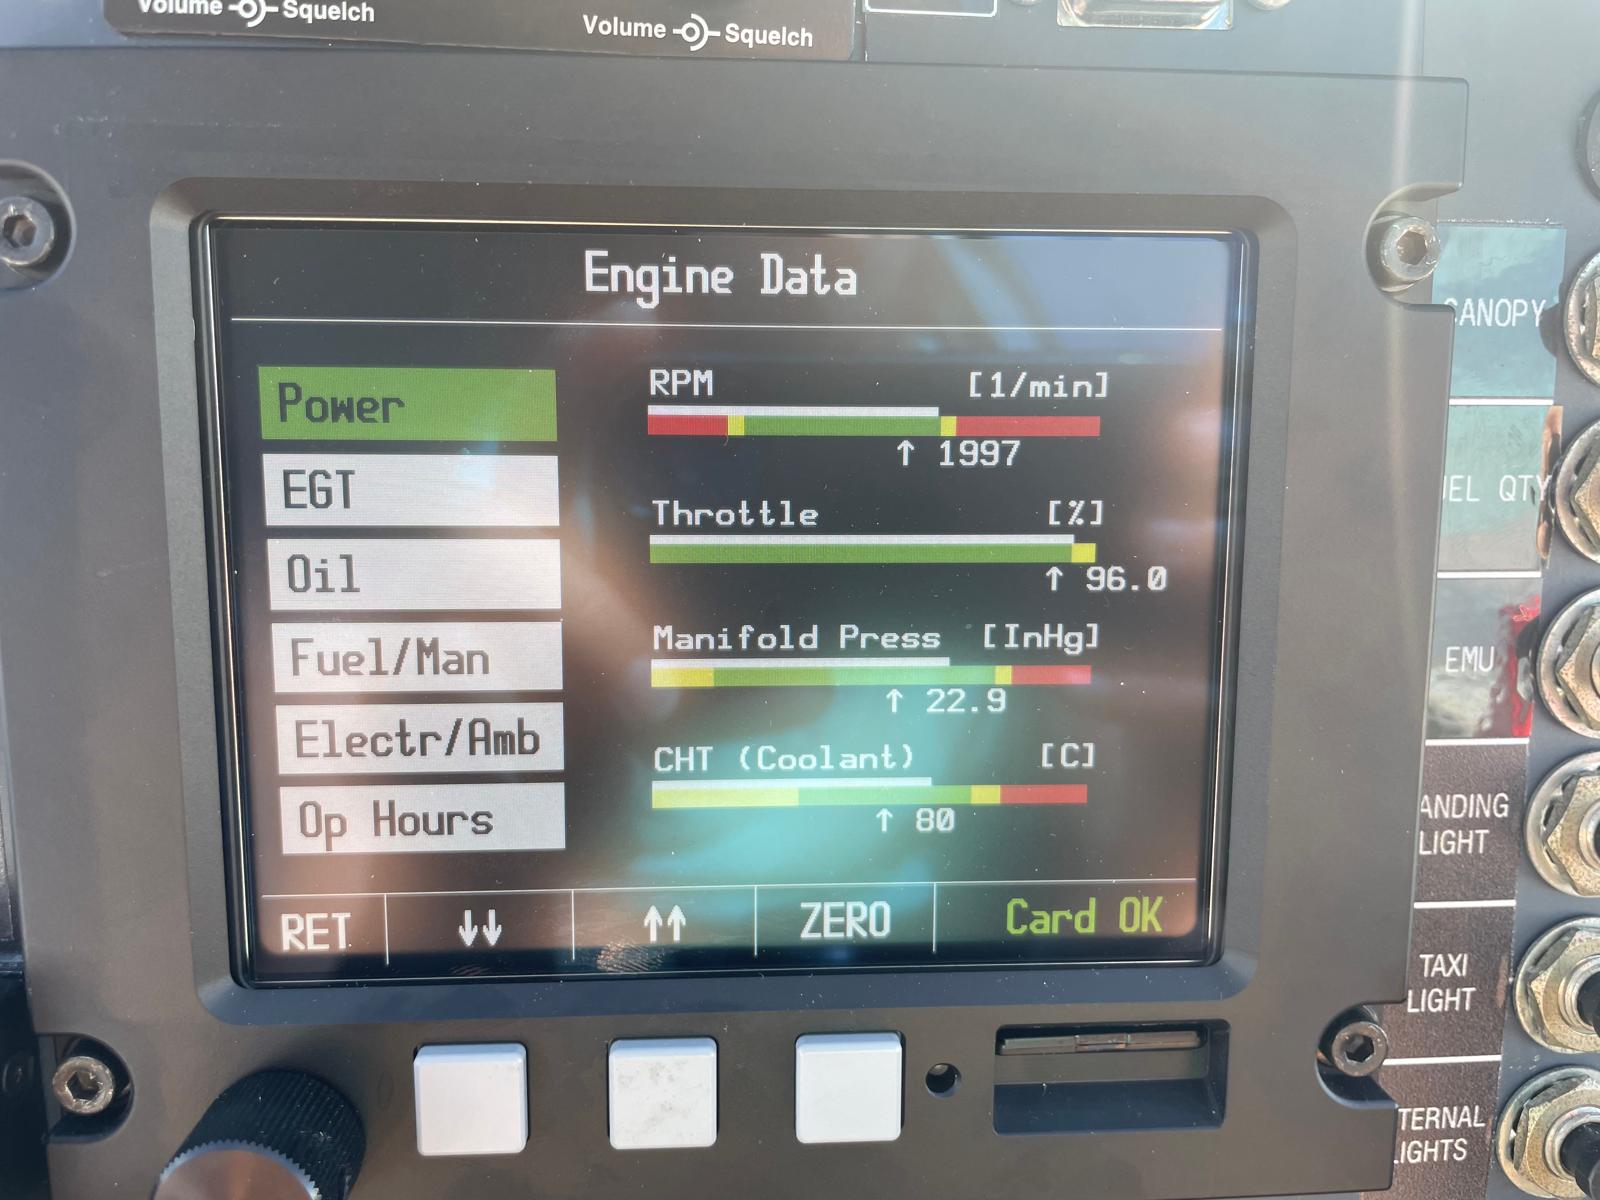 Volume Squelch
Volume Squelch
Engine Data
Power
EGT
Oil
Fuel/Man
Electr/Amb
Op Hours
RPM [1/min]
↑ 1997
Throttle [%]
↑ 96.0
Manifold Press [InHg]
↑ 22.9
CHT (Coolant) [C]
↑ 80
RET ↓↓ ↑↑ ZERO Card OK
CANOPY
EL QTY
EMU
ANDING
LIGHT
TAXI
LIGHT
TERNAL
LIGHTS